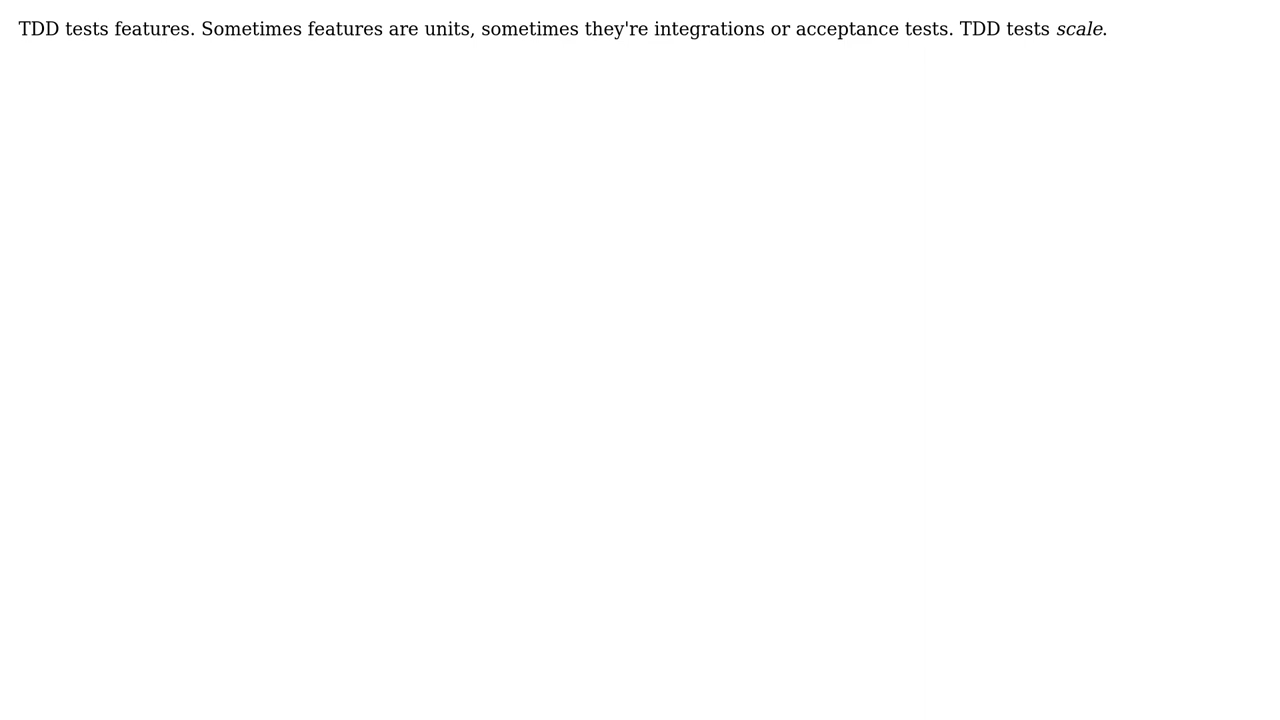 TDD tests features. Sometimes features are units, sometimes they're integrations or acceptance tests. TDD tests scale.